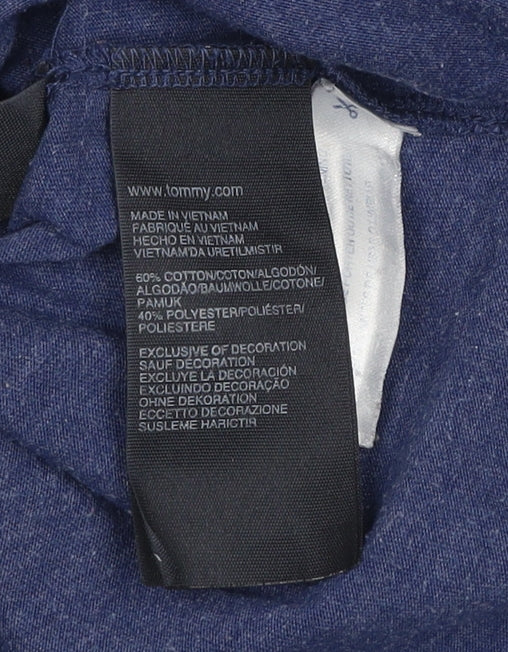 www.tommy.com
MADE IN VIETNAM
FABRIQUÉ AU VIETNAM
HECHO EN VIETNAM
VIETNAM'DA URETILMISTIR
60% COTTON/COTON/ALGODÓN/
ALGODÃO/BAUMWOLLE/COTONE/
PAMUK
40% POLYESTER/POLIÉSTER/
POLIESTERE
EXCLUSIVE OF DECORATION
SAUF DÉCORATION
EXCLUYE LA DECORACIÓN
EXCLUINDO DECORAÇÃO
OHNE DEKORATION
ECCETTO DECORAZIONE
SUSLEME HARICTIR